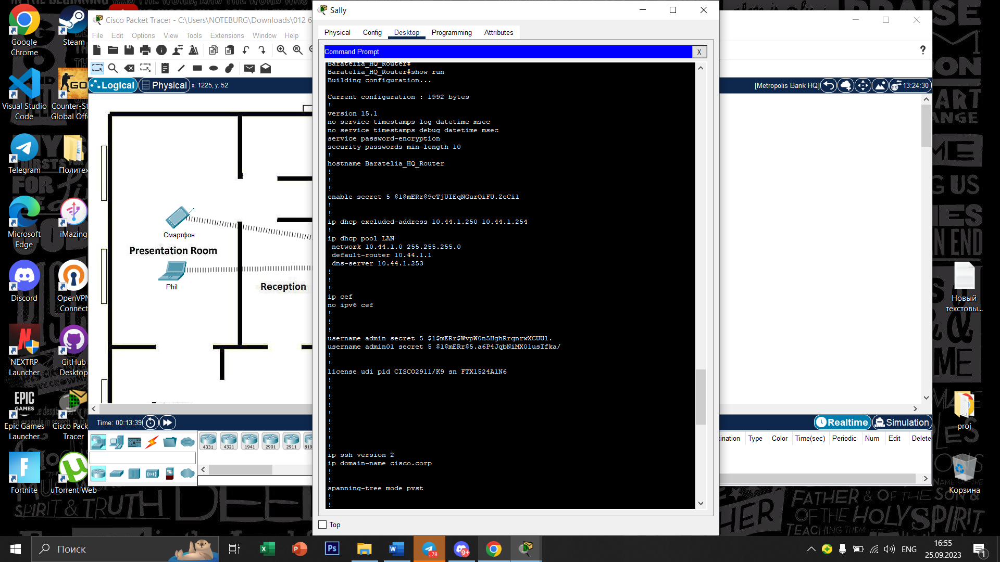 Sally
Physical Config Desktop Programming Attributes
Command Prompt
X
Baratelia_HQ_Router#
Baratelia_HQ_Router#show run
Building configuration...
Current configuration : 1992 bytes
!
version 15.1
no service timestamps log datetime msec
no service timestamps debug datetime msec
service password-encryption
security passwords min-length 10
!
hostname Baratelia_HQ_Router
!
!
!
enable secret 5 $1$mERr$9cTjUIEqNGurQiFU.ZeCi1
!
!
ip dhcp excluded-address 10.44.1.250 10.44.1.254
!
ip dhcp pool LAN
network 10.44.1.0 255.255.255.0
default-router 10.44.1.1
dns-server 10.44.1.253
!
!
!
ip cef
no ipv6 cef
!
!
!
username admin secret 5 $1$mERr$WvpW0n5HghRrqnrwXCUU1.
username admin01 secret 5 $1$mERr$5.a6P4JqbNiMX01usIfka/
!
!
license udi pid CISCO2911/K9 sn FTX1524A1N6
!
!
!
!
!
!
!
!
!
ip ssh version 2
ip domain-name cisco.corp
!
!
spanning-tree mode pvst
!
!
Top
Cisco Packet Tracer - C:\Users\NOTEBURG\Downloads\012 6
File Edit Options View Tools Extensions Window Help
?
Logical Physical x: 1225, y: 52
[Metropolis Bank HQ] 13:24:30
Смартфон
Presentation Room
Phil
Reception
Time: 00:13:39
Realtime Simulation
4331 4321 1941 2901 2911 819
tination Type Color Time(sec) Periodic Num Edit Delete
Google Chrome
Steam
Visual Studio Code
Counter-St Global Offe
Telegram
Политех
Microsoft Edge
iMazing
Discord
OpenVPN Connect
NEXTRP Launcher
GitHub Desktop
EPIC GAMES
Epic Games Launcher
Cisco Pack Tracer
Fortnite
uTorrent Web
Новый текстовы...
proj
Корзина
Поиск
..78
9+
ENG
16:55
25.09.2023
1